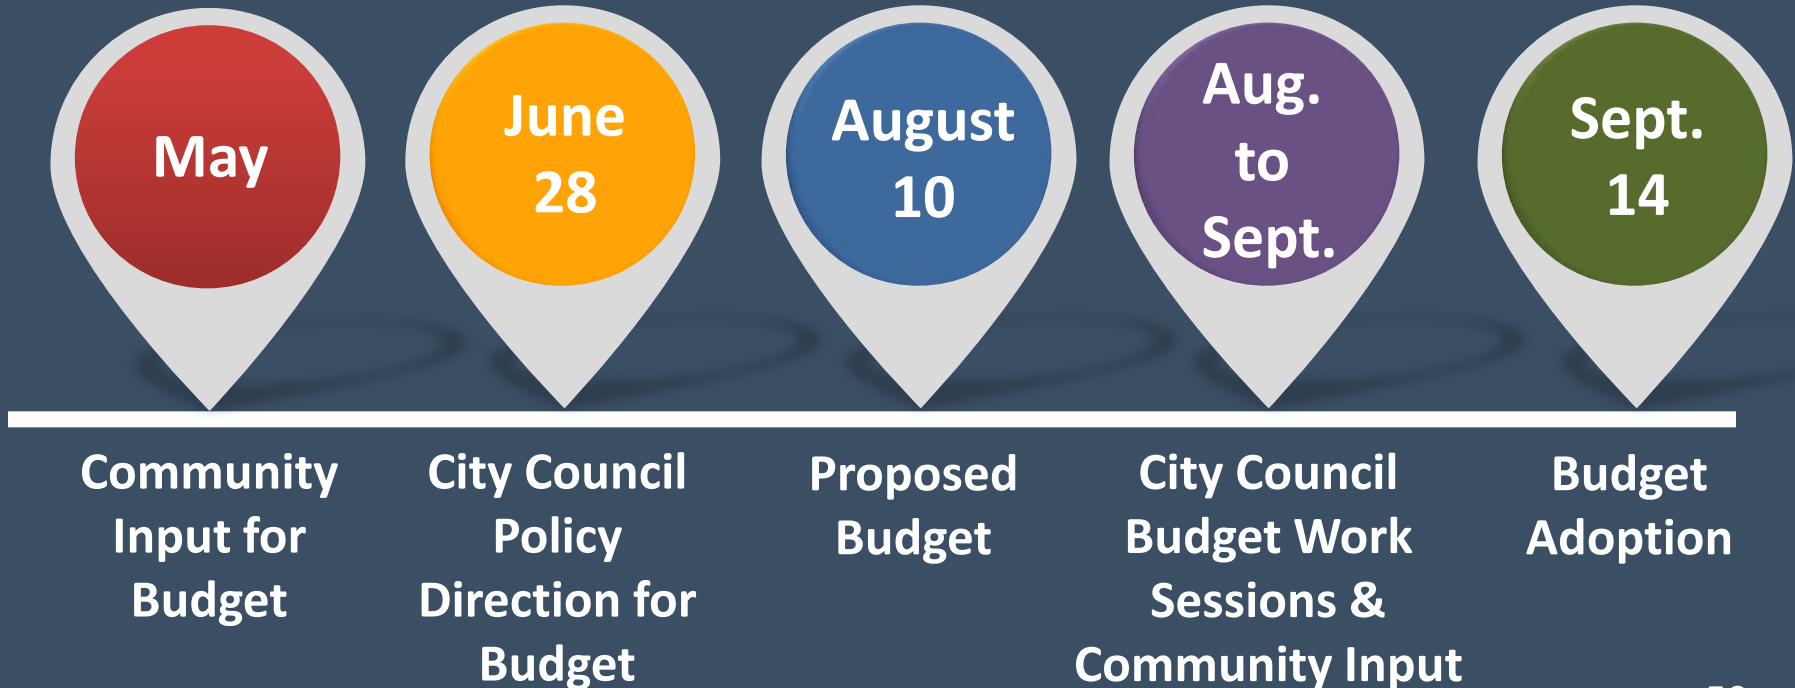 May
June
28
August
10
Aug.
to
Sept.
Sept.
14
Community
Input for
Budget
City Council
Policy
Direction for
Budget
Proposed
Budget
City Council
Budget Work
Sessions &
Community Input
Budget
Adoption